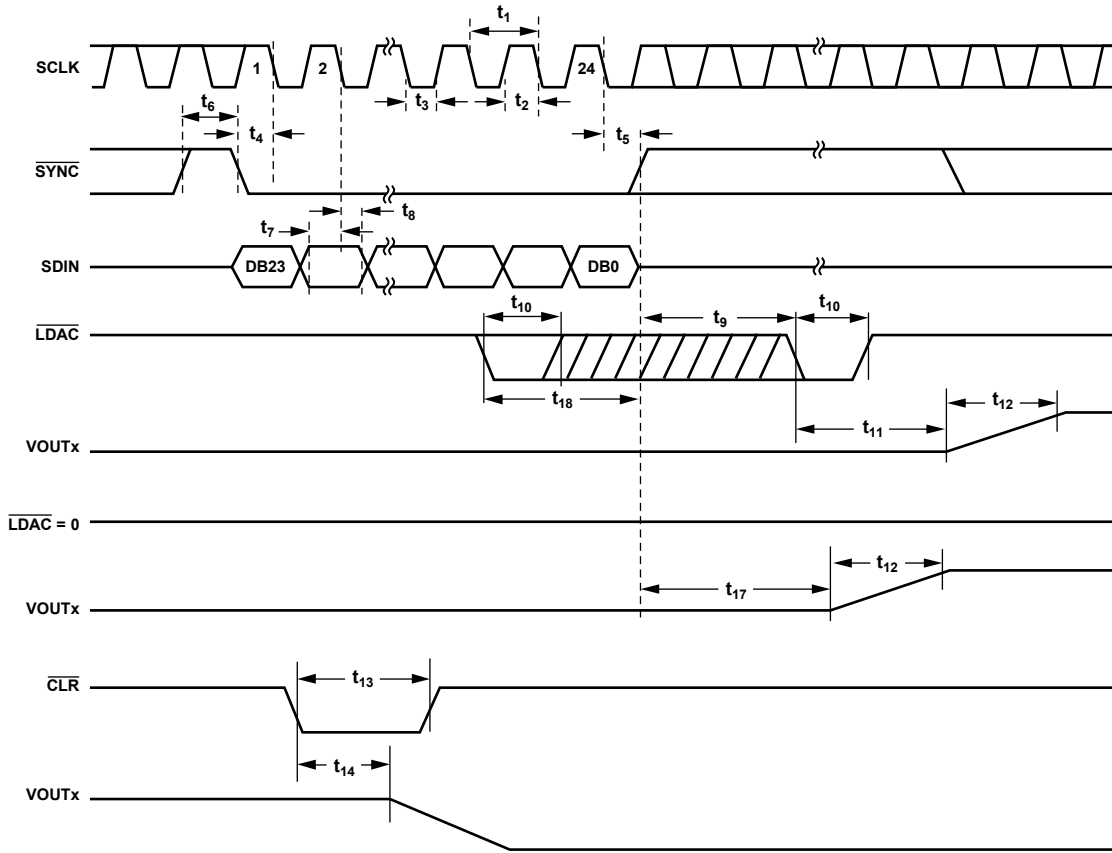 t1
SCLK
1
2
24
t3
t2
t6
t4
t5
SYNC
t7
t8
SDIN
DB23
DB0
t10
t9
t10
LDAC
t18
t12
t11
VOUTx
LDAC = 0
t12
t17
VOUTx
t13
CLR
t14
VOUTx